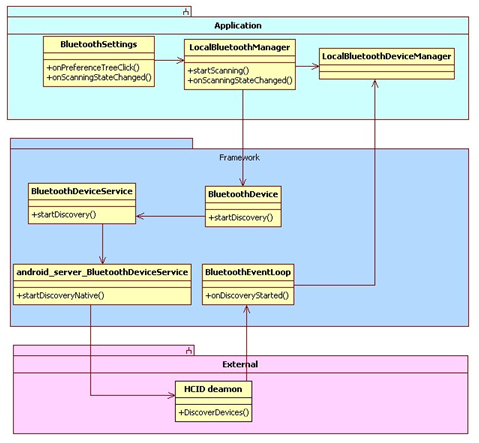 Application
BluetoothSettings
+onPreferenceTreeClick()
+onScanningStateChanged()
LocalBluetoothManager
+startScanning()
+onScanningStateChanged()
LocalBluetoothDeviceManager
Framework
BluetoothDeviceService
+startDiscovery()
BluetoothDevice
+startDiscovery()
android_server_BluetoothDeviceService
+startDiscoveryNative()
BluetoothEventLoop
+onDiscoveryStarted()
External
HCID deamon
+DiscoverDevices()